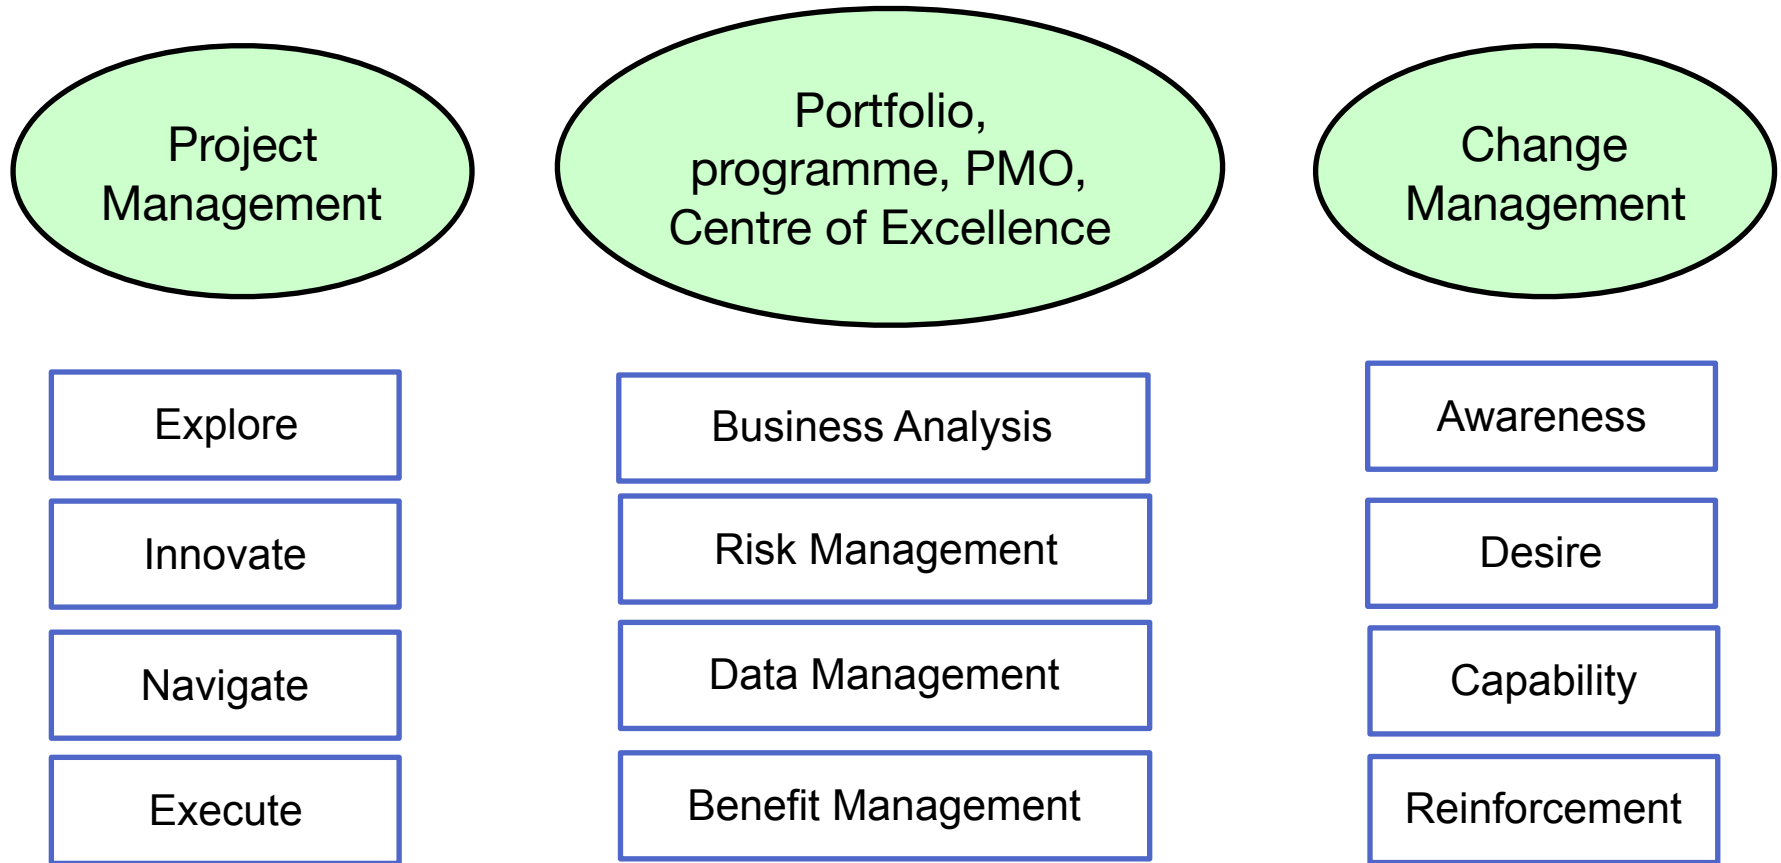 Project
Management
Portfolio,
programme, PMO,
Centre of Excellence
Change
Management
Explore
Innovate
Navigate
Execute
Business Analysis
Risk Management
Data Management
Benefit Management
Awareness
Desire
Capability
Reinforcement